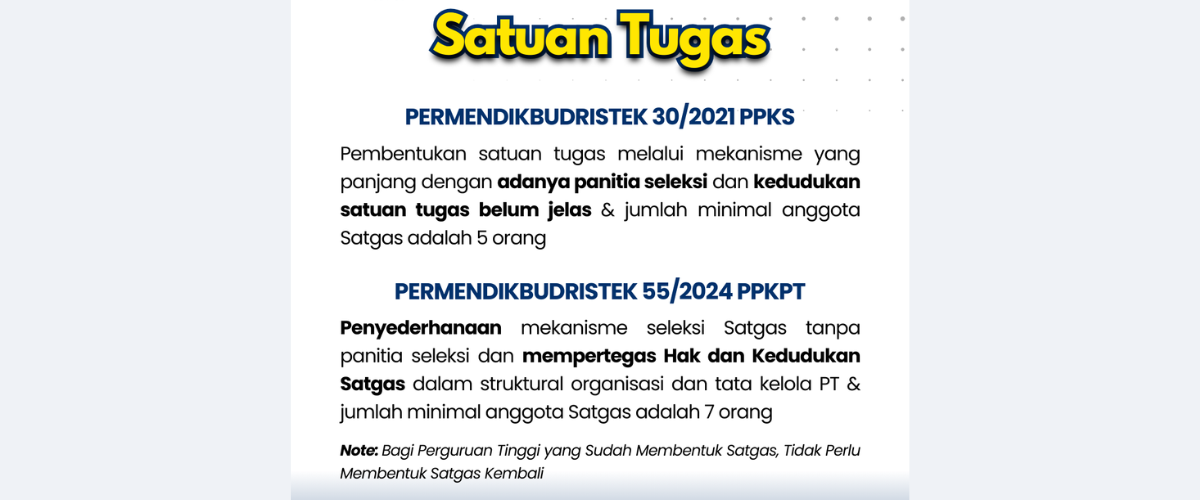 Satuan Tugas
PERMENDIKBUDRISTEK 30/2021 PPKS
Pembentukan satuan tugas melalui mekanisme yang
panjang dengan adanya panitia seleksi dan kedudukan
satuan tugas belum jelas & jumlah minimal anggota
Satgas adalah 5 orang
PERMENDIKBUDRISTEK 55/2024 PPKPT
Penyederhanaan mekanisme seleksi Satgas tanpa
panitia seleksi dan mempertegas Hak dan Kedudukan
Satgas dalam struktural organisasi dan tata kelola PT &
jumlah minimal anggota Satgas adalah 7 orang
Note: Bagi Perguruan Tinggi yang Sudah Membentuk Satgas, Tidak Perlu
Membentuk Satgas Kembali